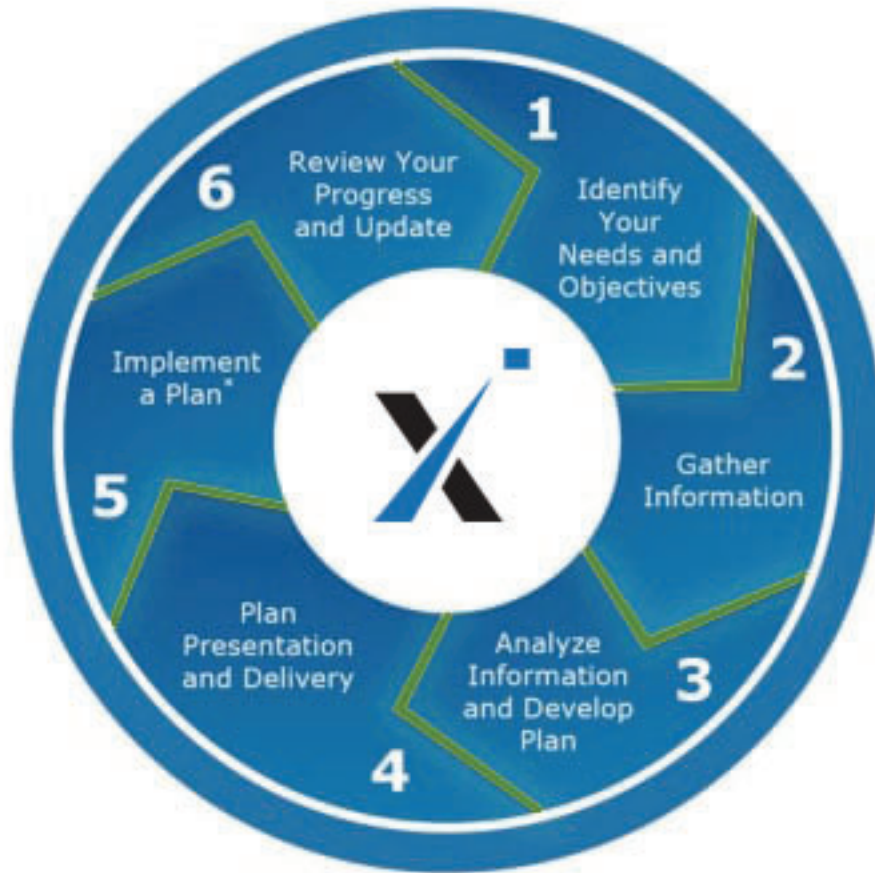 1
Identify
Your
Needs and
Objectives
2
Gather
Information
3
Analyze
Information
and Develop
Plan
4
Plan
Presentation
and Delivery
5
Implement
a Plan*
6
Review Your
Progress
and Update